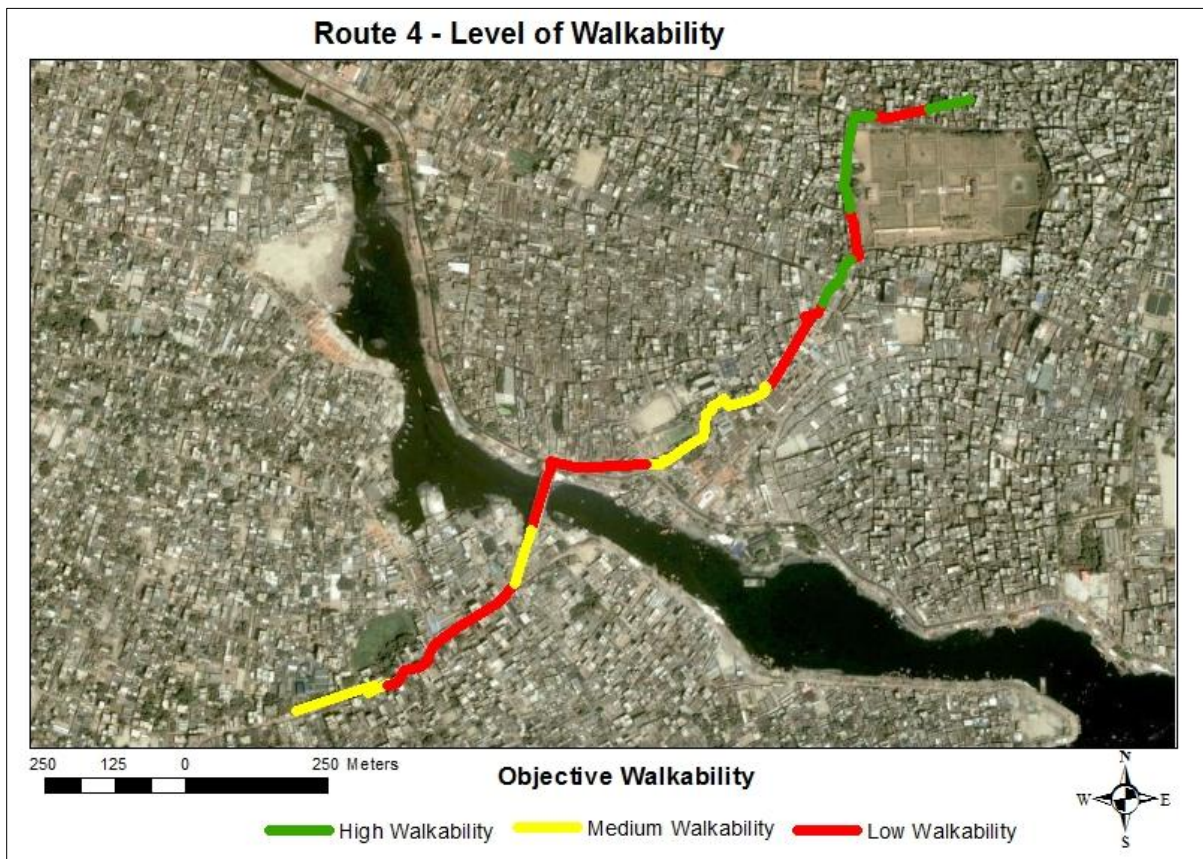 Route 4 - Level of Walkability
250 125 0 250 Meters
Objective Walkability
N
W E
S
High Walkability Medium Walkability Low Walkability